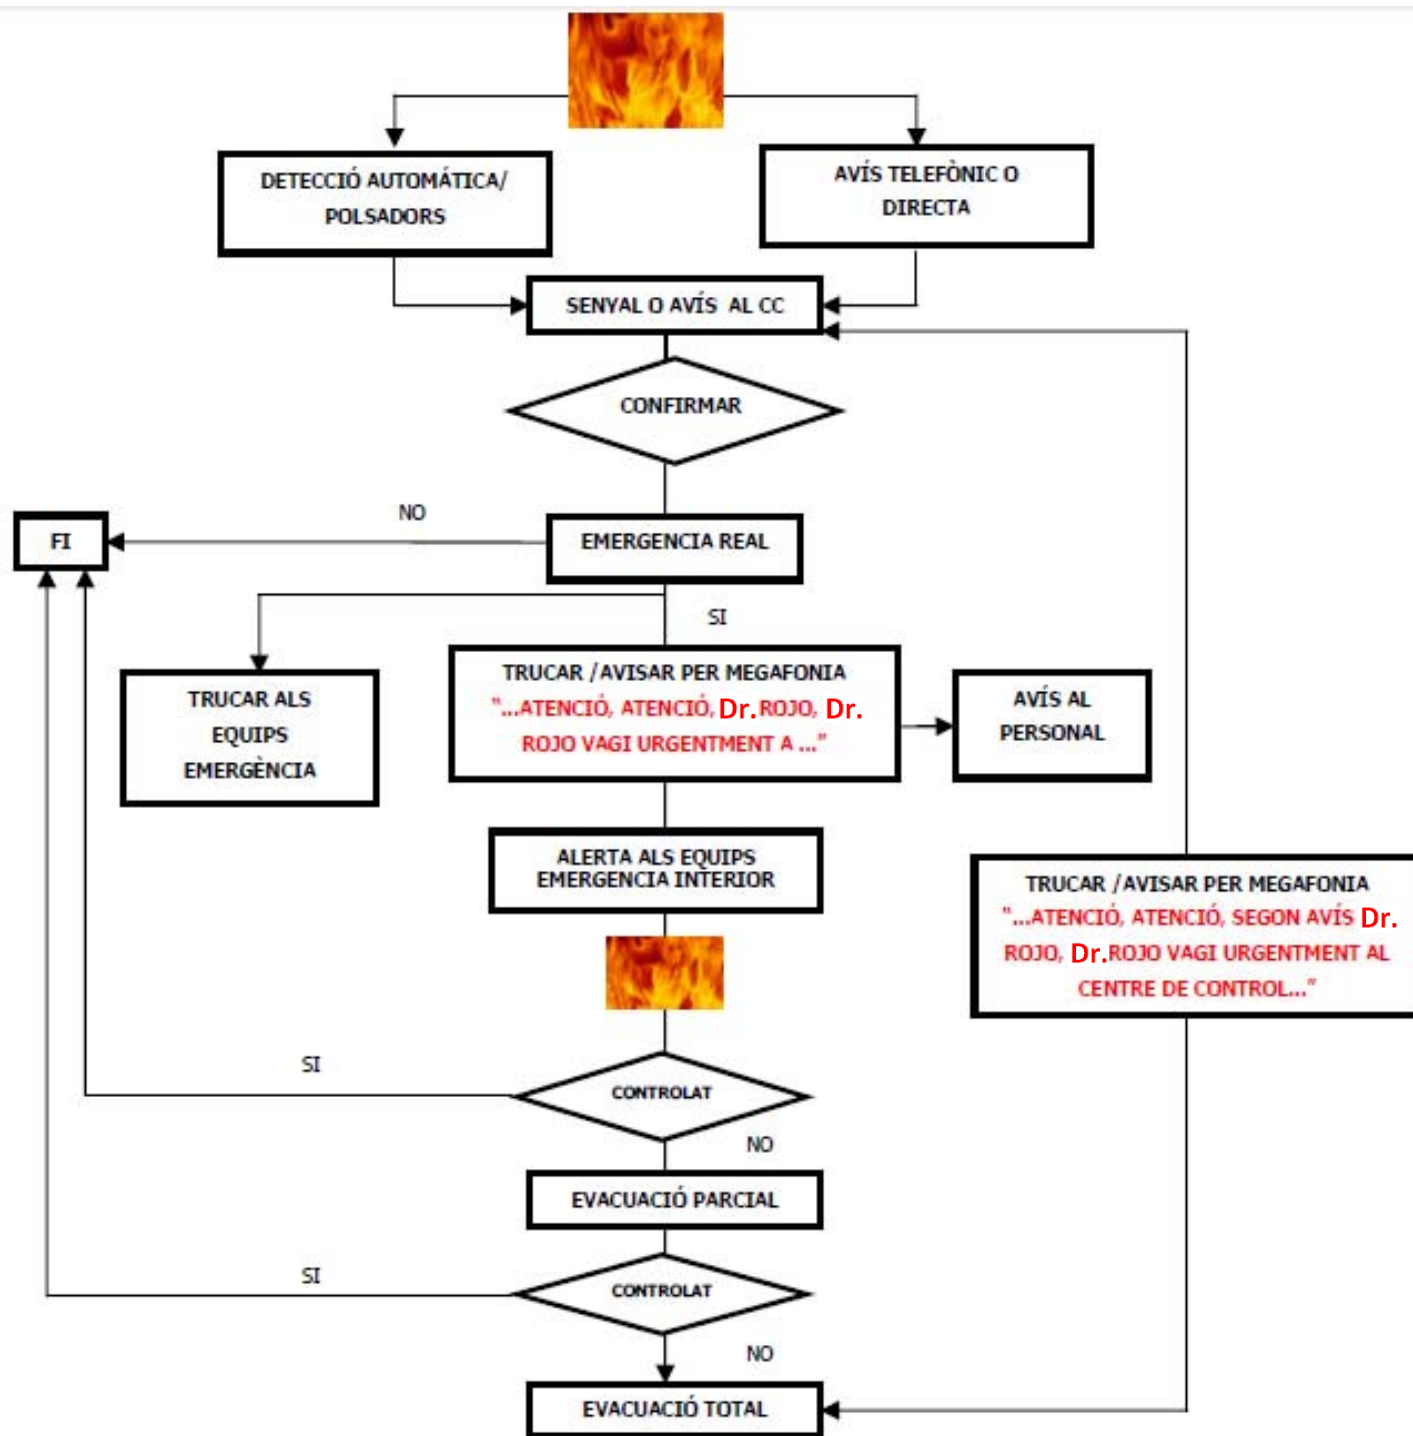 DETECCIÓ AUTOMÁTICA/
POLSADORS
AVÍS TELEFÒNIC O
DIRECTA
SENYAL O AVÍS AL CC
CONFIRMAR
NO
FI
EMERGENCIA REAL
SI
TRUCAR ALS
EQUIPS
EMERGÈNCIA
TRUCAR /AVISAR PER MEGAFONIA
"...ATENCIÓ, ATENCIÓ, Dr. ROJO, Dr.
ROJO VAGI URGENTMENT A ..."
AVÍS AL
PERSONAL
ALERTA ALS EQUIPS
EMERGENCIA INTERIOR
TRUCAR /AVISAR PER MEGAFONIA
"...ATENCIÓ, ATENCIÓ, SEGON AVÍS Dr.
ROJO, Dr. ROJO VAGI URGENTMENT AL
CENTRE DE CONTROL..."
SI
CONTROLAT
NO
EVACUACIÓ PARCIAL
SI
CONTROLAT
NO
EVACUACIÓ TOTAL